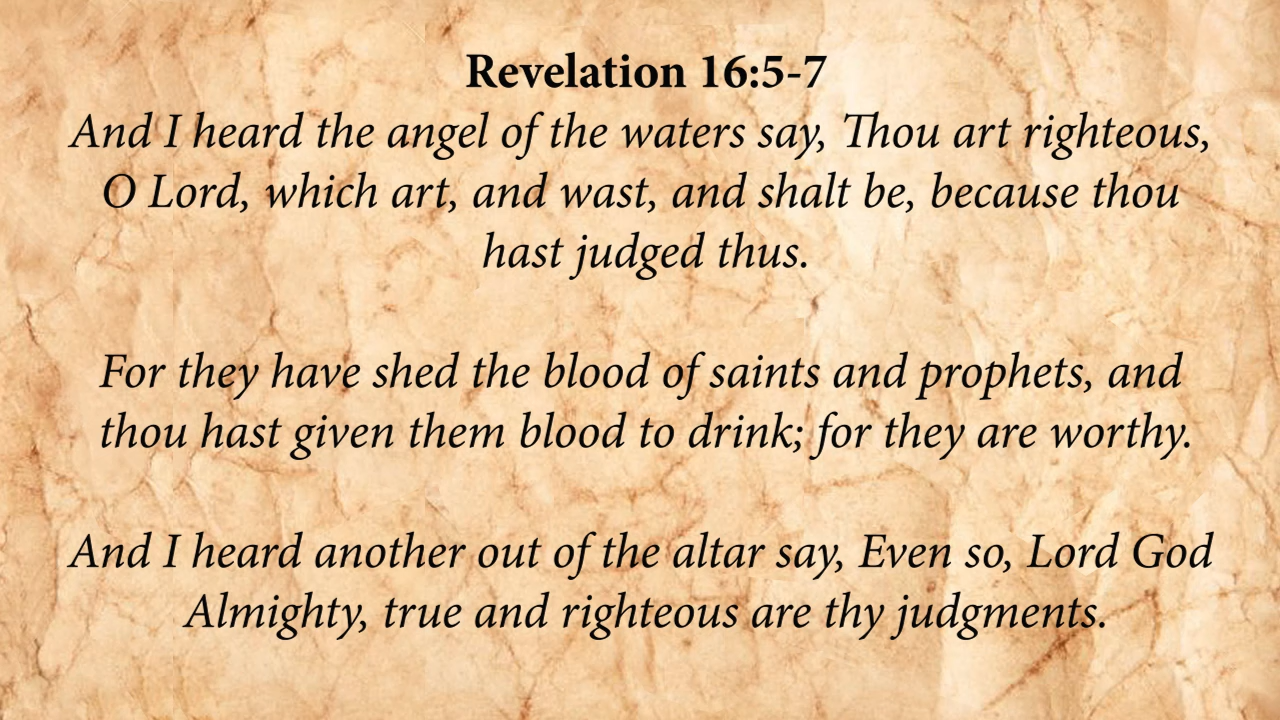 Revelation 16:5-7
And I heard the angel of the waters say, Thou art righteous,
O Lord, which art, and wast, and shalt be, because thou
hast judged thus.
For they have shed the blood of saints and prophets, and
thou hast given them blood to drink; for they are worthy.
And I heard another out of the altar say, Even so, Lord God
Almighty, true and righteous are thy judgments.